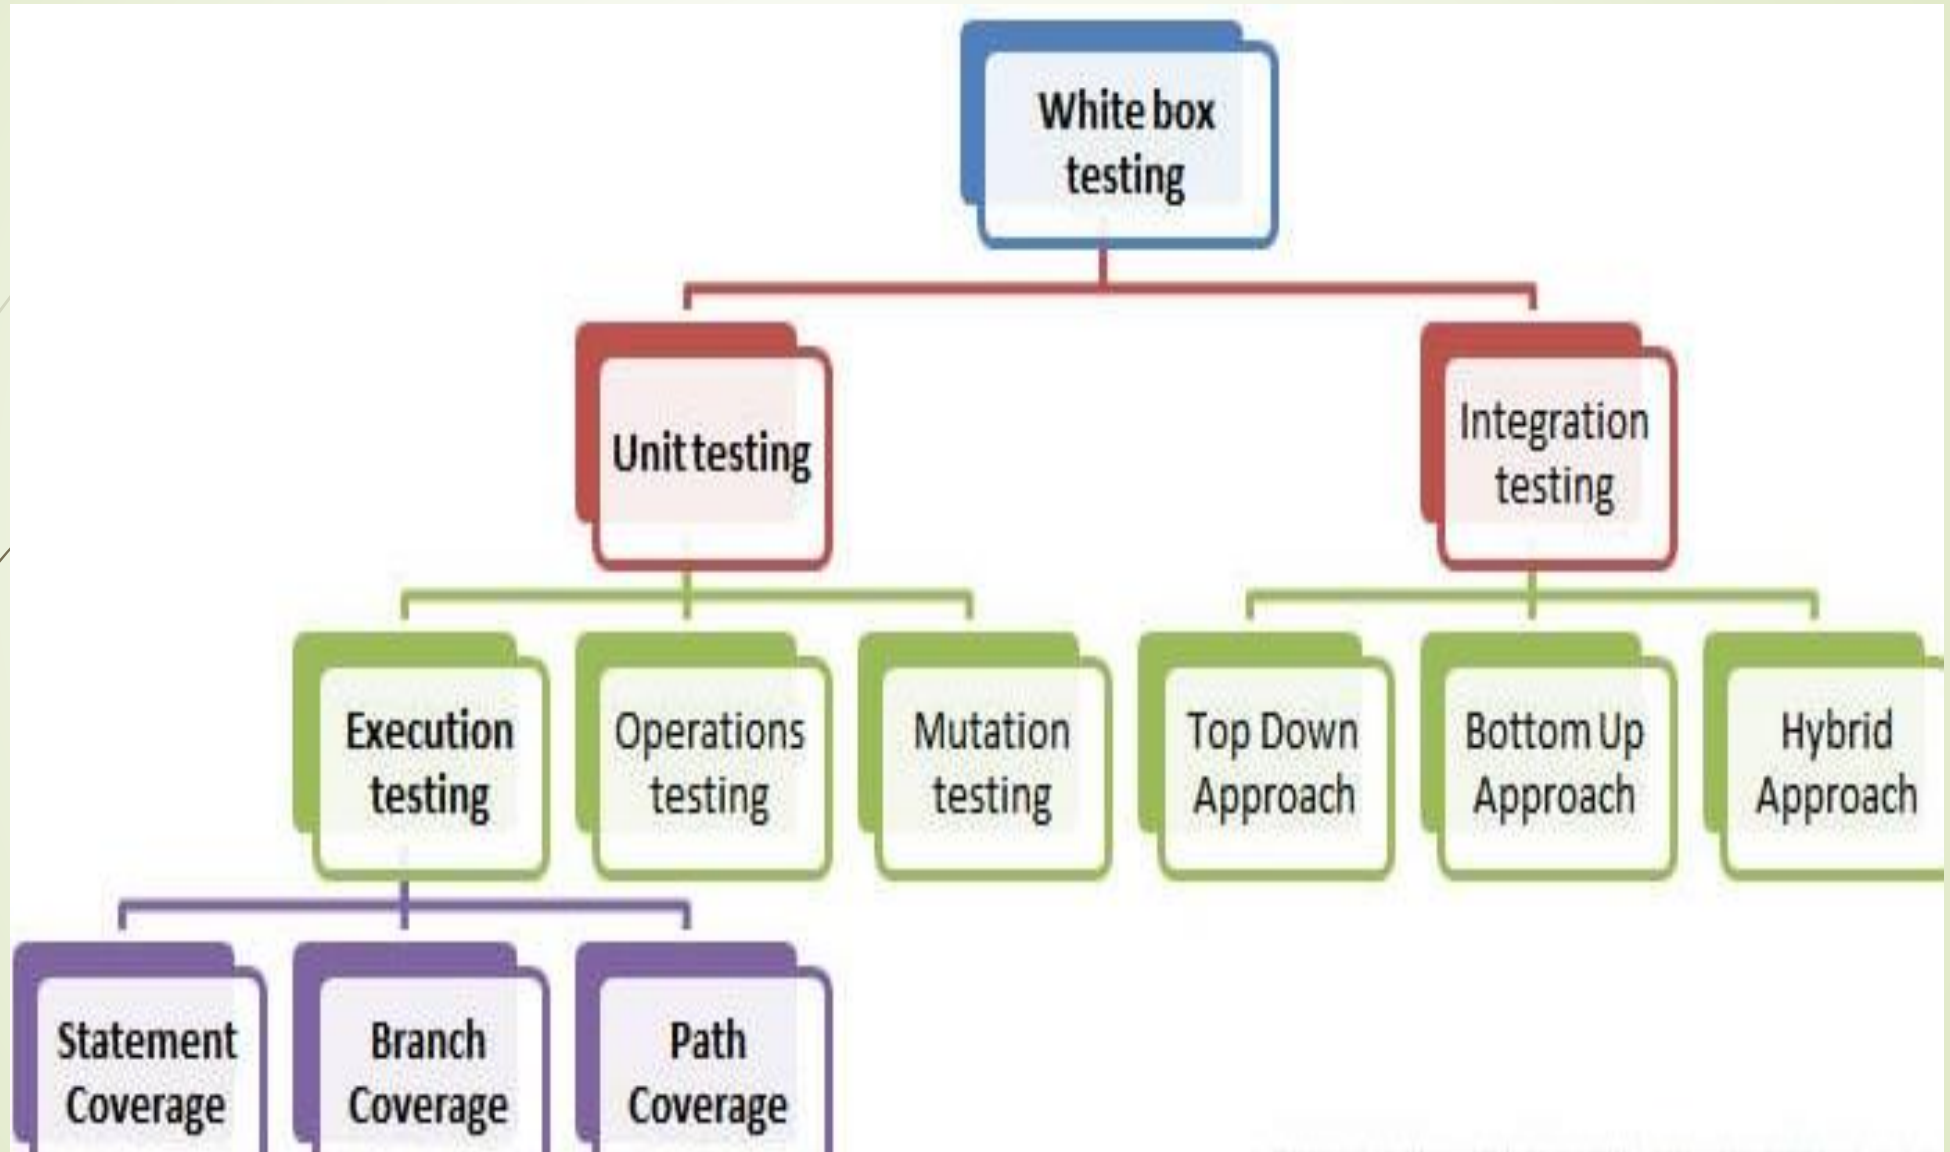 White box
testing
Unit testing
Integration
testing
Execution
testing
Operations
testing
Mutation
testing
Top Down
Approach
Bottom Up
Approach
Hybrid
Approach
Statement
Coverage
Branch
Coverage
Path
Coverage